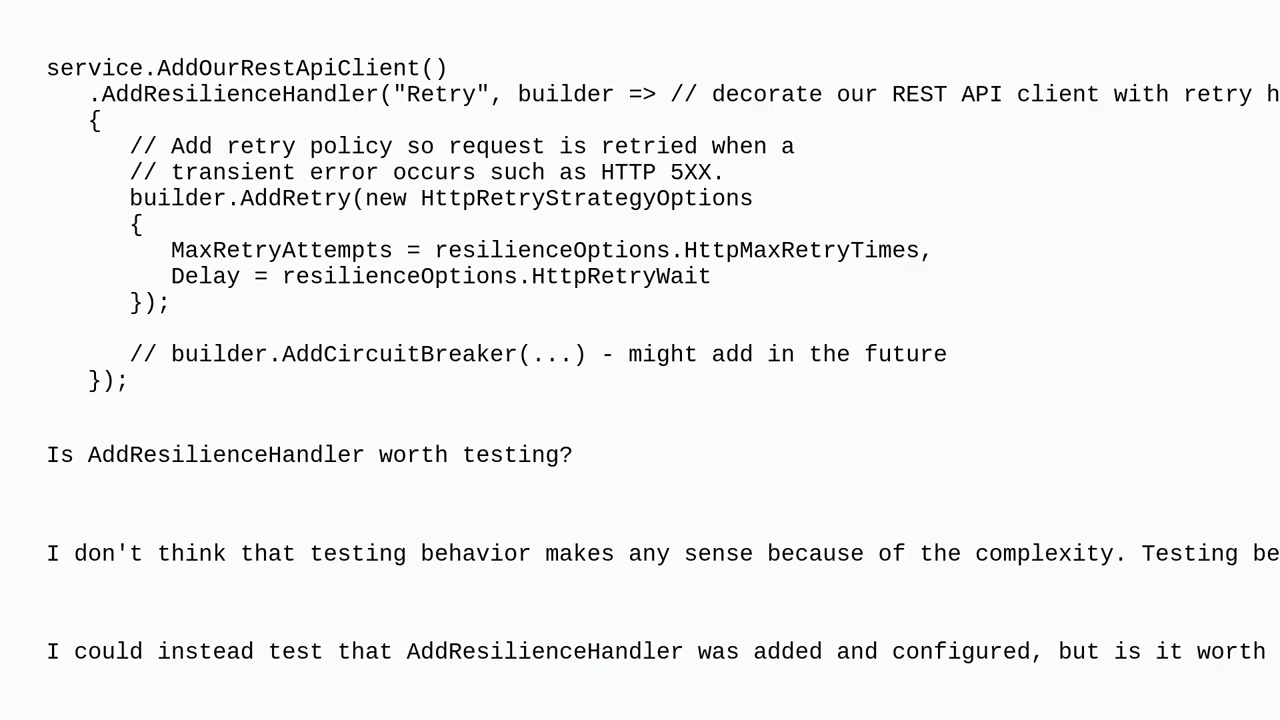 service.AddOurRestApiClient()
   .AddResilienceHandler("Retry", builder => // decorate our REST API client with retry h
   {
      // Add retry policy so request is retried when a
      // transient error occurs such as HTTP 5XX.
      builder.AddRetry(new HttpRetryStrategyOptions
      {
         MaxRetryAttempts = resilienceOptions.HttpMaxRetryTimes,
         Delay = resilienceOptions.HttpRetryWait
      });

      // builder.AddCircuitBreaker(...) - might add in the future
   });

Is AddResilienceHandler worth testing?

I don't think that testing behavior makes any sense because of the complexity. Testing be

I could instead test that AddResilienceHandler was added and configured, but is it worth